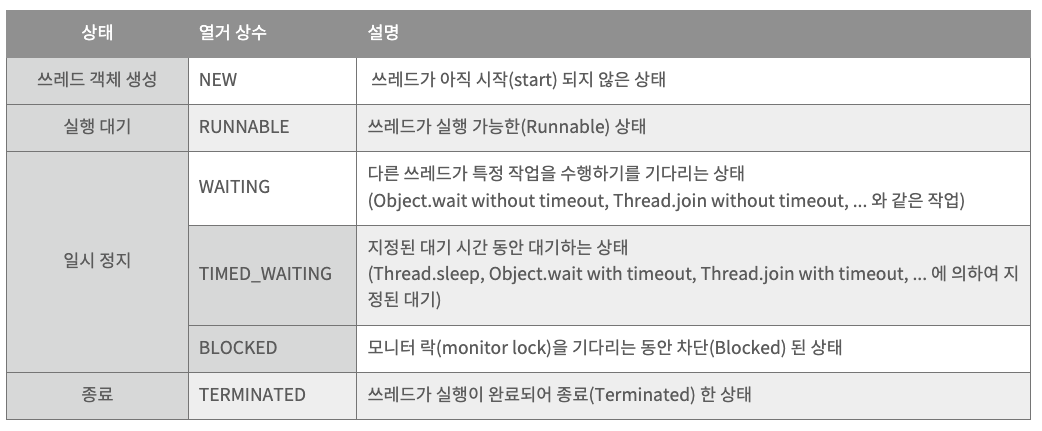 상태 열거 상수 설명
쓰레드 객체 생성 NEW 쓰레드가 아직 시작(start) 되지 않은 상태
실행 대기 RUNNABLE 쓰레드가 실행 가능한(Runnable) 상태
일시 정지
WAITING
다른 쓰레드가 특정 작업을 수행하기를 기다리는 상태
(Object.wait without timeout, Thread.join without timeout, ... 와 같은 작업)
TIMED_WAITING
지정된 대기 시간 동안 대기하는 상태
(Thread.sleep, Object.wait with timeout, Thread.join with timeout, ... 에 의하여 지
정된 대기)
BLOCKED 모니터 락(monitor lock)을 기다리는 동안 차단(Blocked) 된 상태
종료 TERMINATED 쓰레드가 실행이 완료되어 종료(Terminated) 한 상태